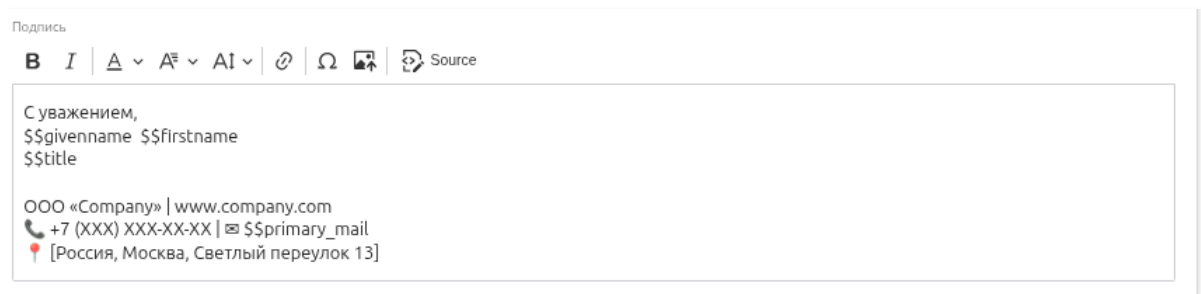 Подпись
B I A A A Ω Source
С уважением,
$$givenname $$firstname
$$title
ООО «Company» | www.company.com
📞 +7 (XXX) XXX-XX-XX | ✉ $$primary_mail
📍 [Россия, Москва, Светлый переулок 13]